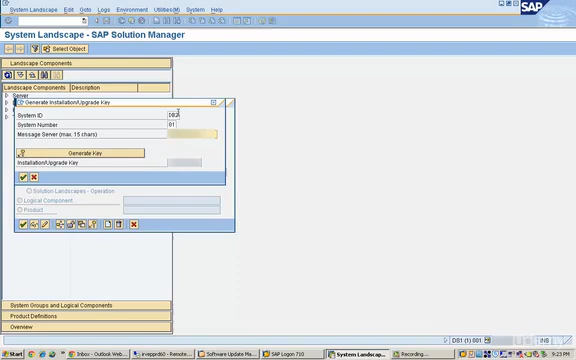 System Landscape Edit Goto Logs Environment Utilities(M) System Help
SAP
System Landscape - SAP Solution Manager
Select Object
Landscape Components
Landscape Components Description
Server
Generate Installation/Upgrade Key
System ID
System Number 01
Message Server (max. 15 chars)
Generate Key
Installation/Upgrade Key
Solution Landscapes - Operation
Logical Component
Product
System Groups and Logical Components
Product Definitions
Overview
DS1 (1) 001 INS
Start Inbox - Outlook Web... irvepprd60 - Remote... Software Update Ma... SAP Logon 710 System Landscape... Recording... 9:23 PM